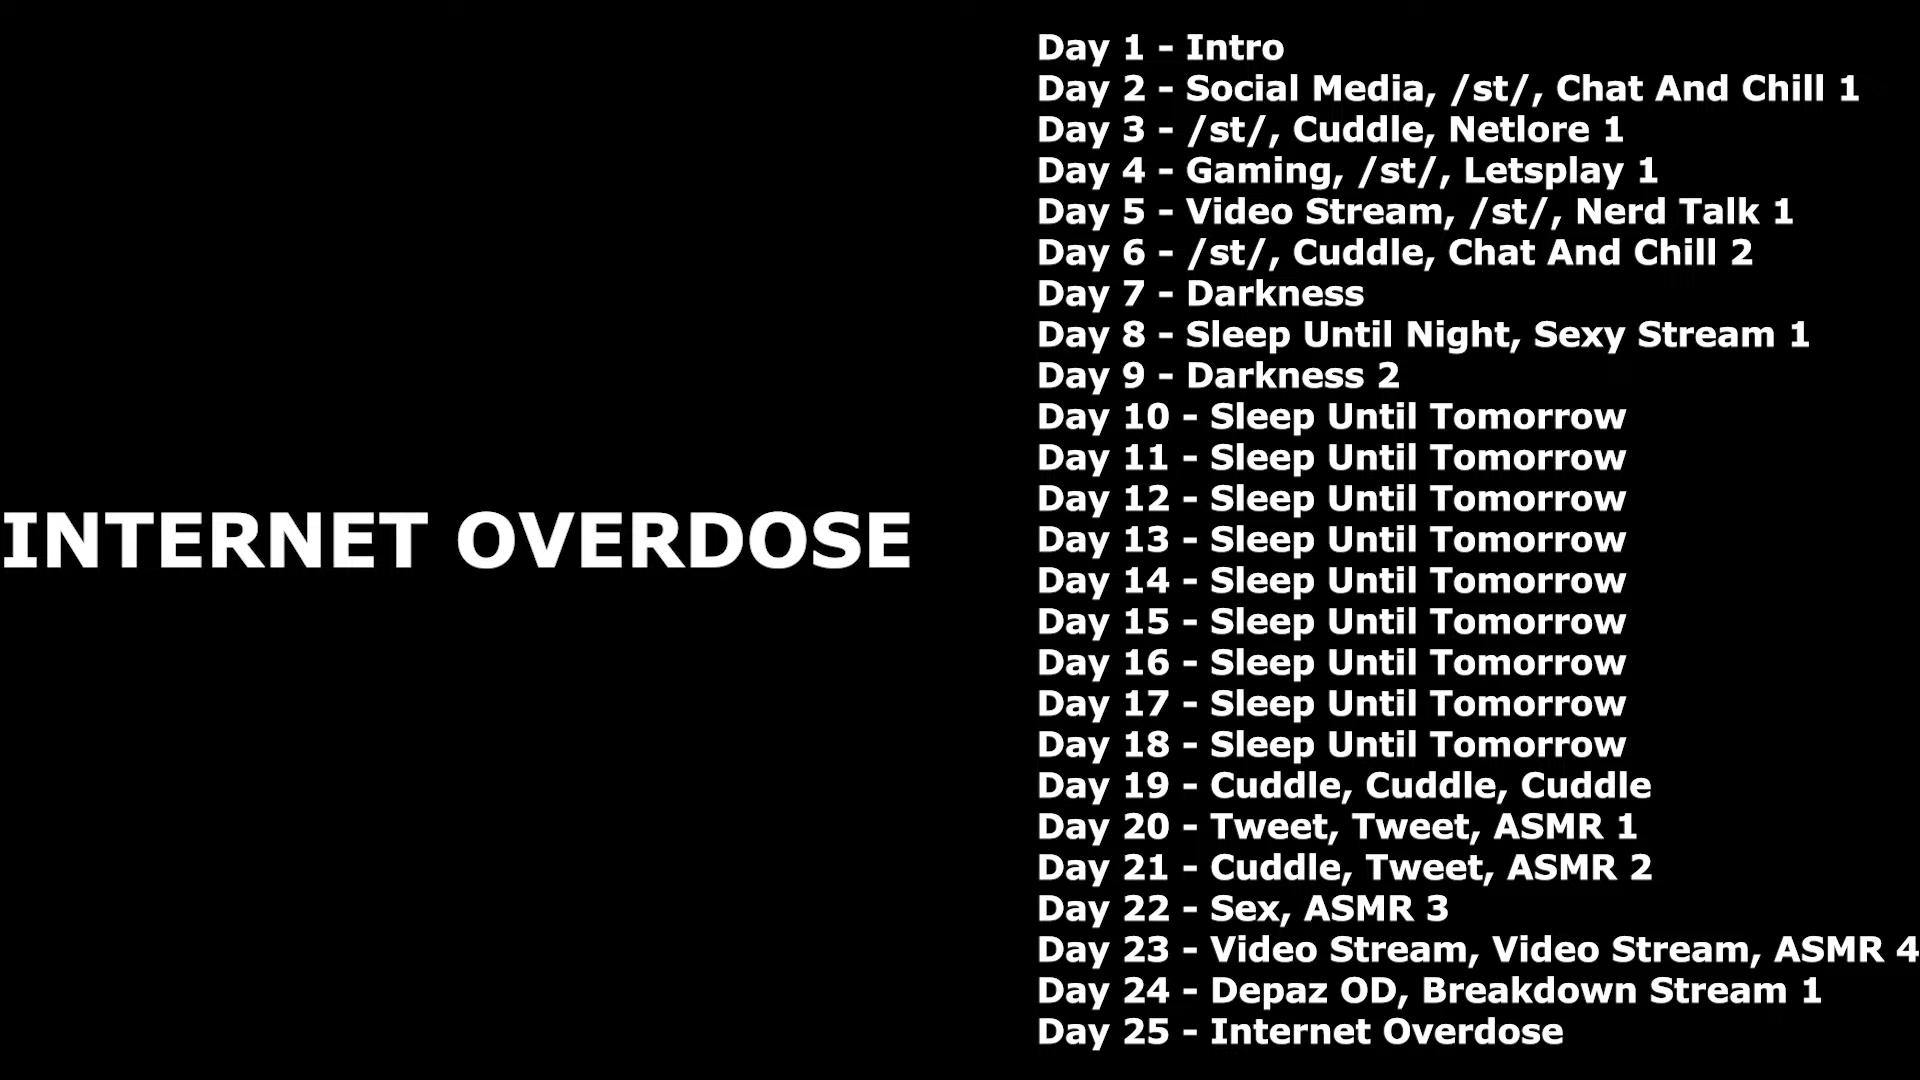 INTERNET OVERDOSE
Day 1 - Intro
Day 2 - Social Media, /st/, Chat And Chill 1
Day 3 - /st/, Cuddle, Netlore 1
Day 4 - Gaming, /st/, Letsplay 1
Day 5 - Video Stream, /st/, Nerd Talk 1
Day 6 - /st/, Cuddle, Chat And Chill 2
Day 7 - Darkness
Day 8 - Sleep Until Night, Sexy Stream 1
Day 9 - Darkness 2
Day 10 - Sleep Until Tomorrow
Day 11 - Sleep Until Tomorrow
Day 12 - Sleep Until Tomorrow
Day 13 - Sleep Until Tomorrow
Day 14 - Sleep Until Tomorrow
Day 15 - Sleep Until Tomorrow
Day 16 - Sleep Until Tomorrow
Day 17 - Sleep Until Tomorrow
Day 18 - Sleep Until Tomorrow
Day 19 - Cuddle, Cuddle, Cuddle
Day 20 - Tweet, Tweet, ASMR 1
Day 21 - Cuddle, Tweet, ASMR 2
Day 22 - Sex, ASMR 3
Day 23 - Video Stream, Video Stream, ASMR 4
Day 24 - Depaz OD, Breakdown Stream 1
Day 25 - Internet Overdose